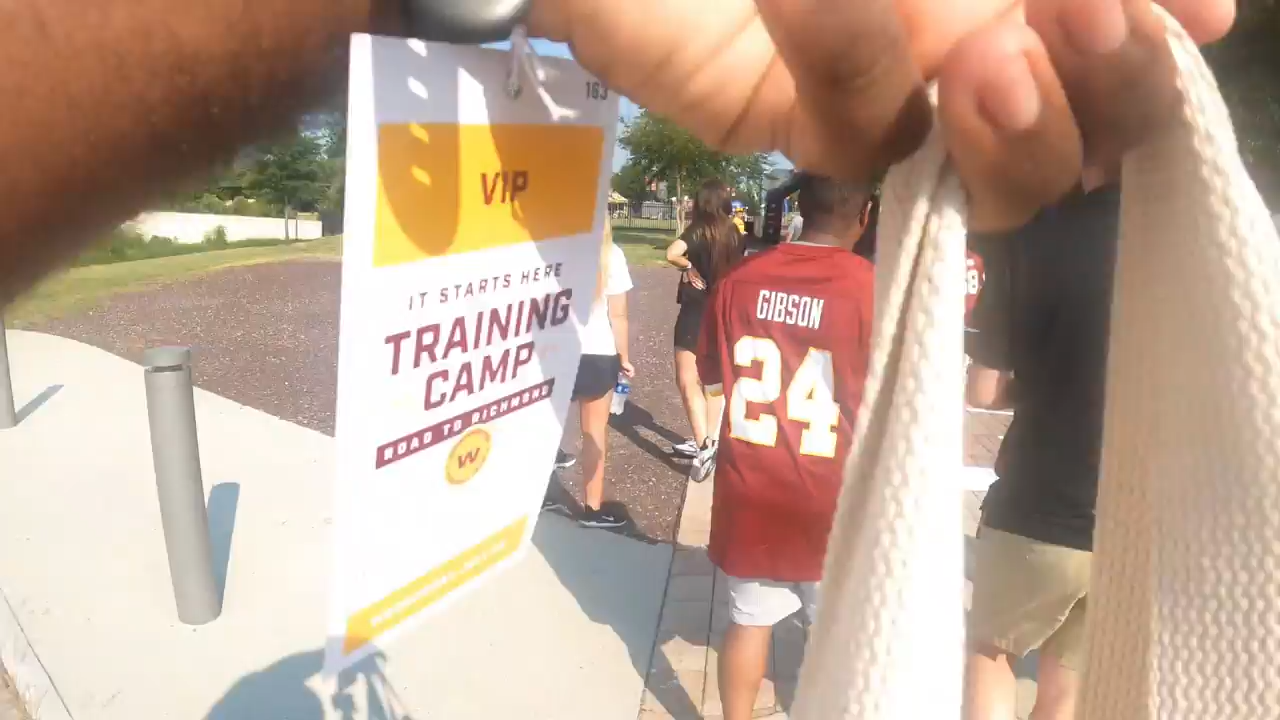 163
VIP
IT STARTS HERE
TRAINING
CAMP
ROAD TO RICHMOND
W
GIBSON
24